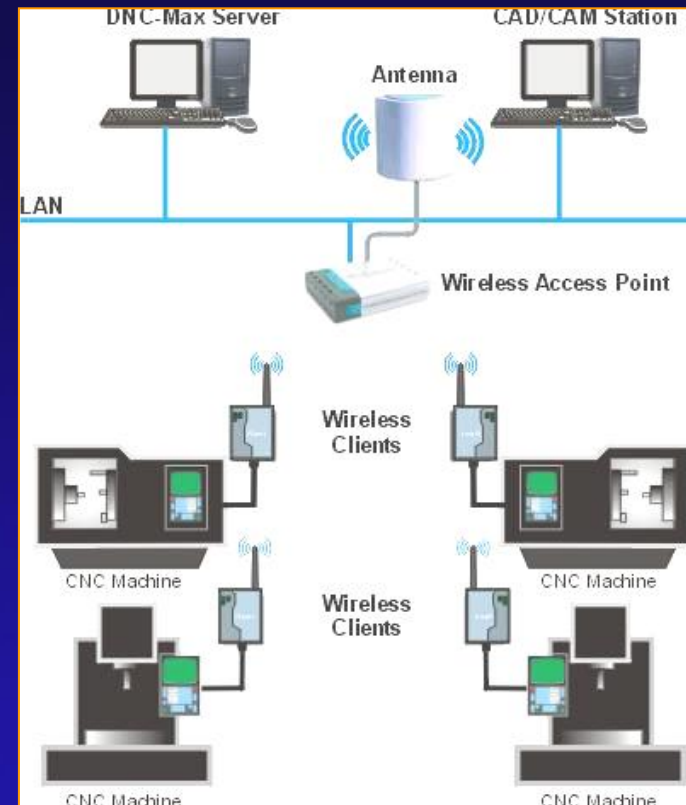 DNC-Max Server
CAD/CAM Station
Antenna
LAN
Wireless Access Point
Wireless
Clients
CNC Machine
CNC Machine
Wireless
Clients
CNC Machine
CNC Machine